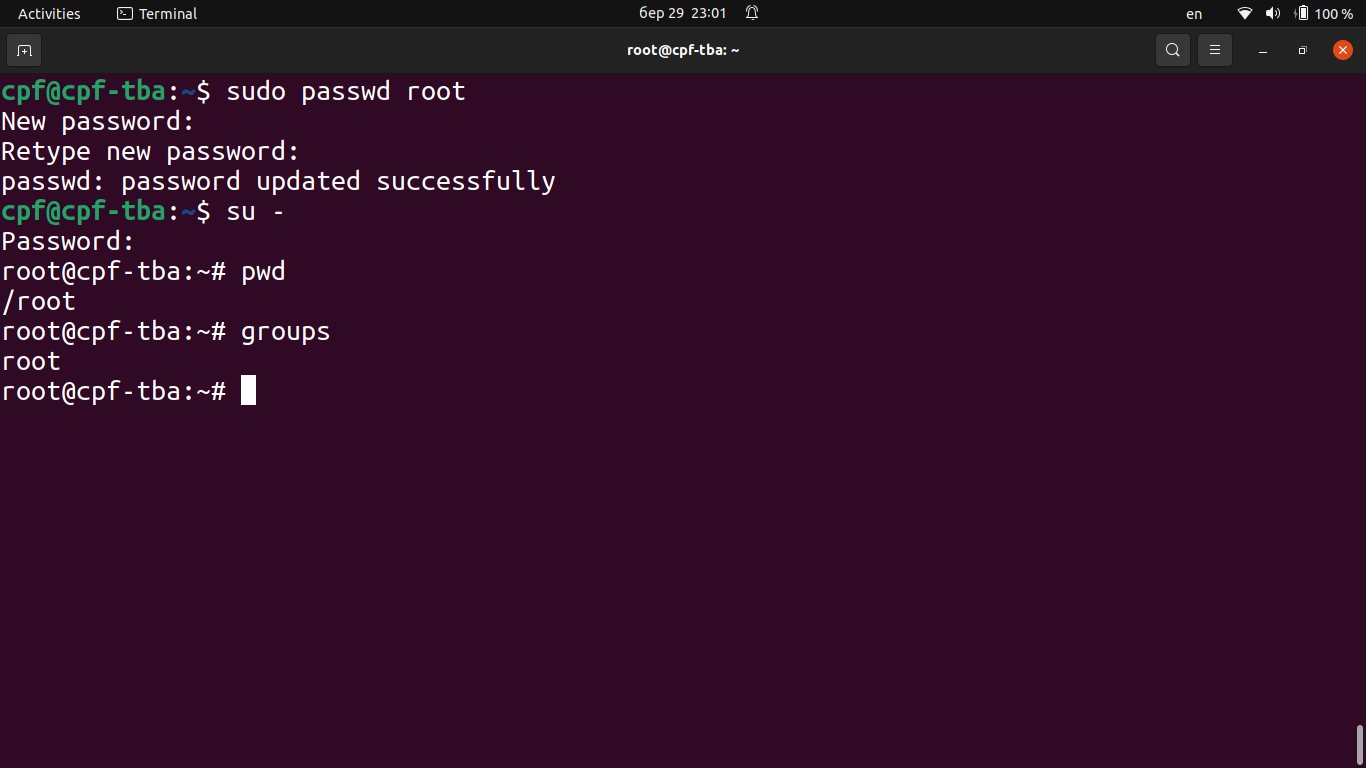 Activities Terminal бер 29 23:01 en 100 %
root@cpf-tba: ~
cpf@cpf-tba:~$ sudo passwd root
New password:
Retype new password:
passwd: password updated successfully
cpf@cpf-tba:~$ su -
Password:
root@cpf-tba:~# pwd
/root
root@cpf-tba:~# groups
root
root@cpf-tba:~#